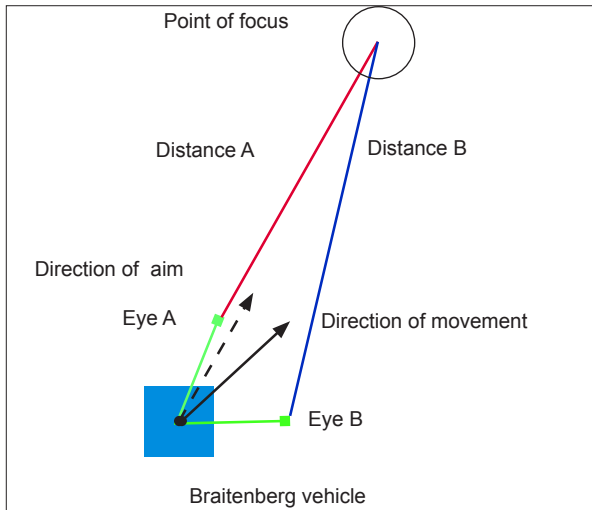 Point of focus
Distance A
Distance B
Direction of  aim
Eye A
Direction of movement
Eye B
Braitenberg vehicle